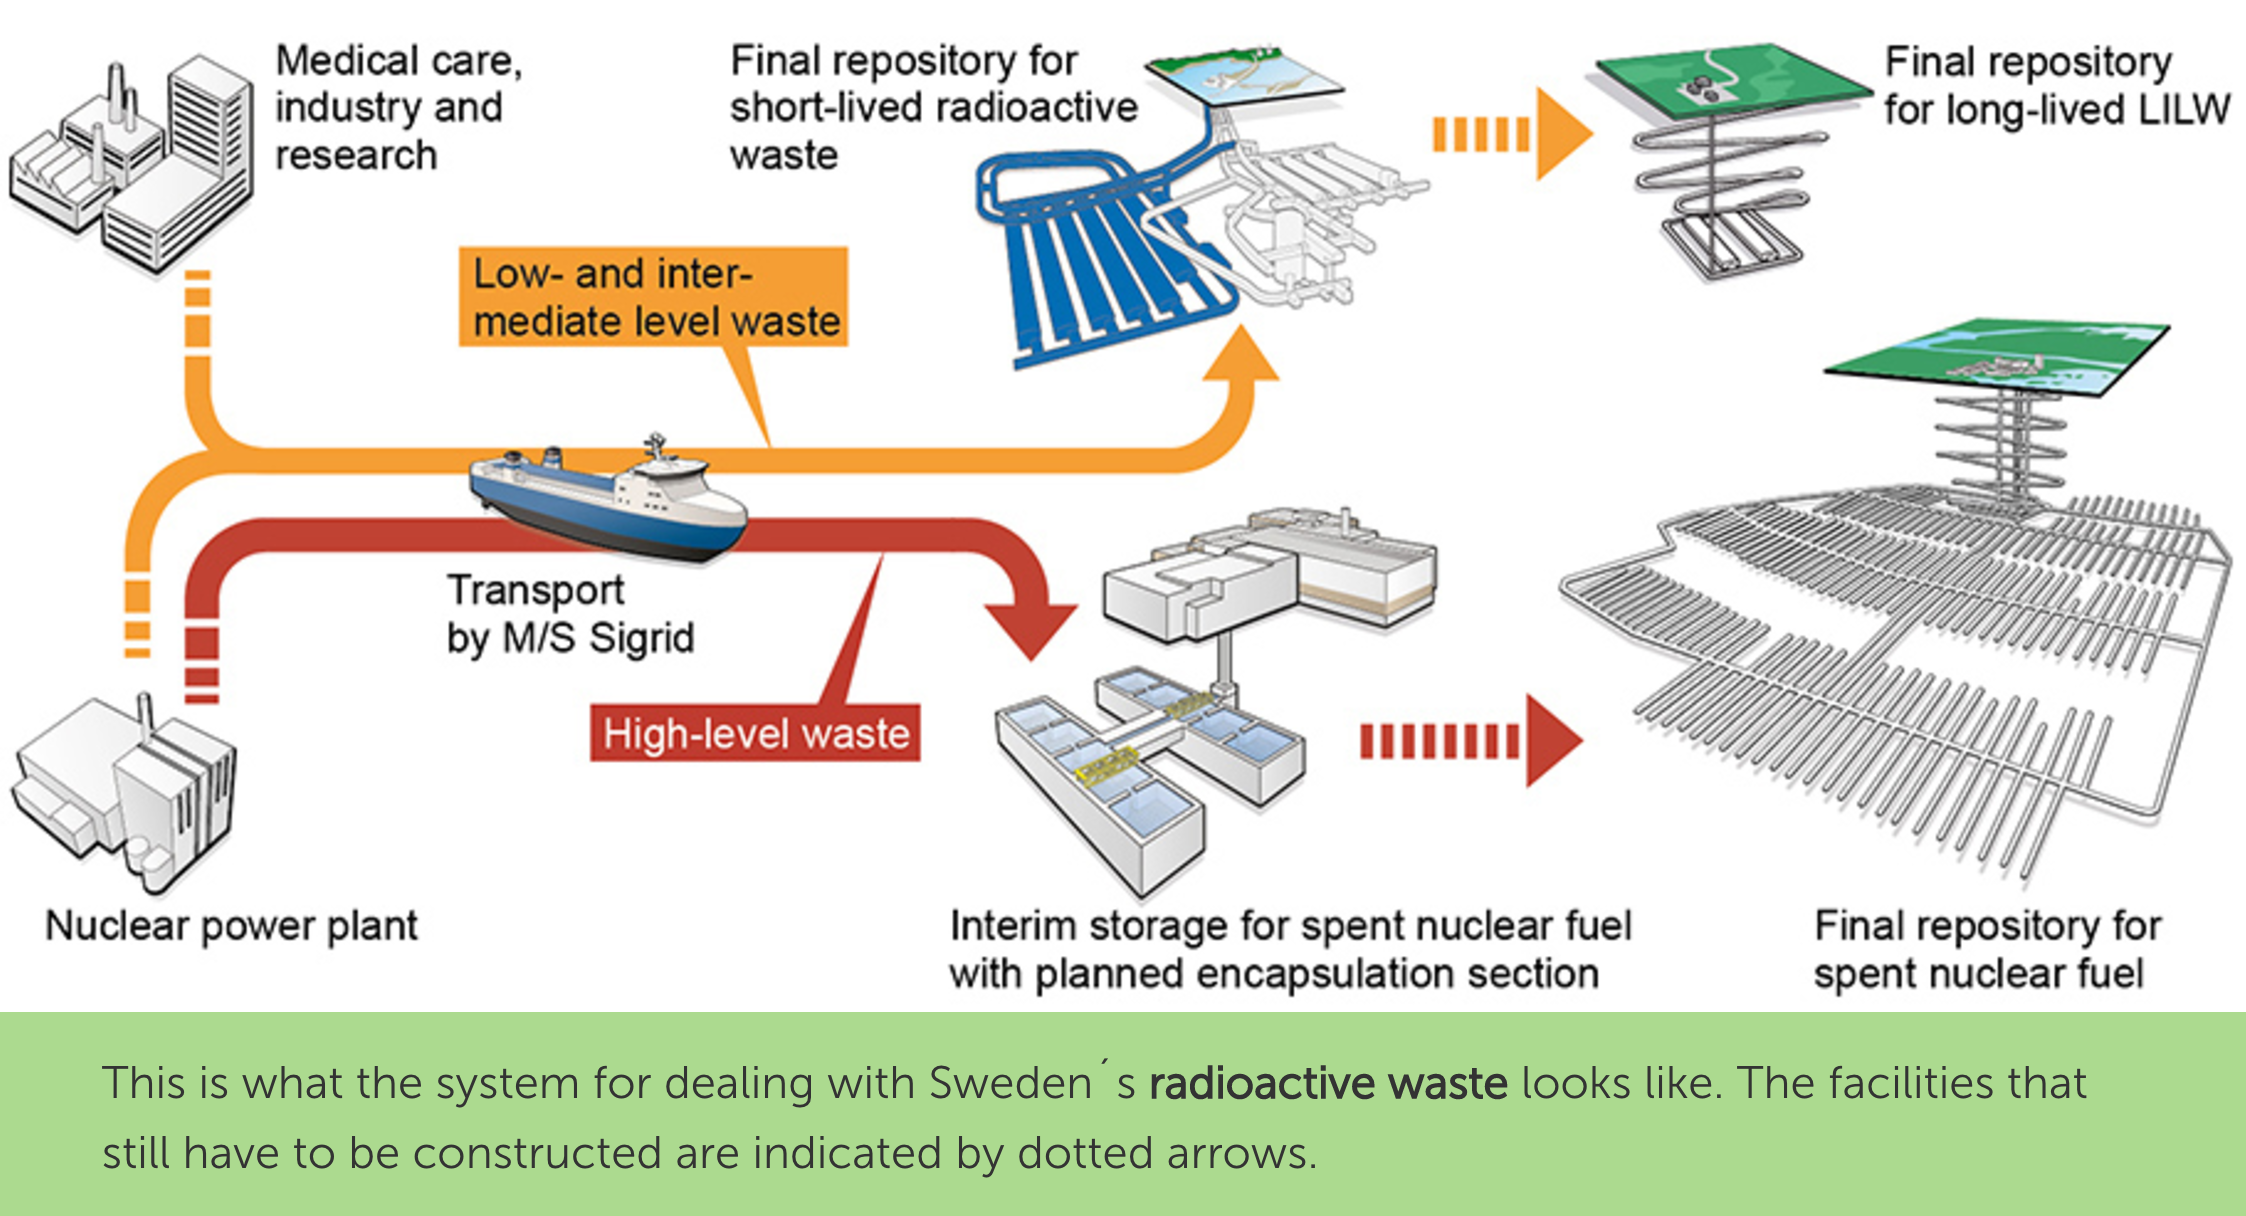 Medical care,
industry and
research
Final repository for
short-lived radioactive
waste
Final repository
for long-lived LILW
Low- and inter-
mediate level waste
Transport
by M/S Sigrid
High-level waste
Nuclear power plant
Interim storage for spent nuclear fuel
with planned encapsulation section
Final repository for
spent nuclear fuel
This is what the system for dealing with Sweden´s radioactive waste looks like. The facilities that
still have to be constructed are indicated by dotted arrows.